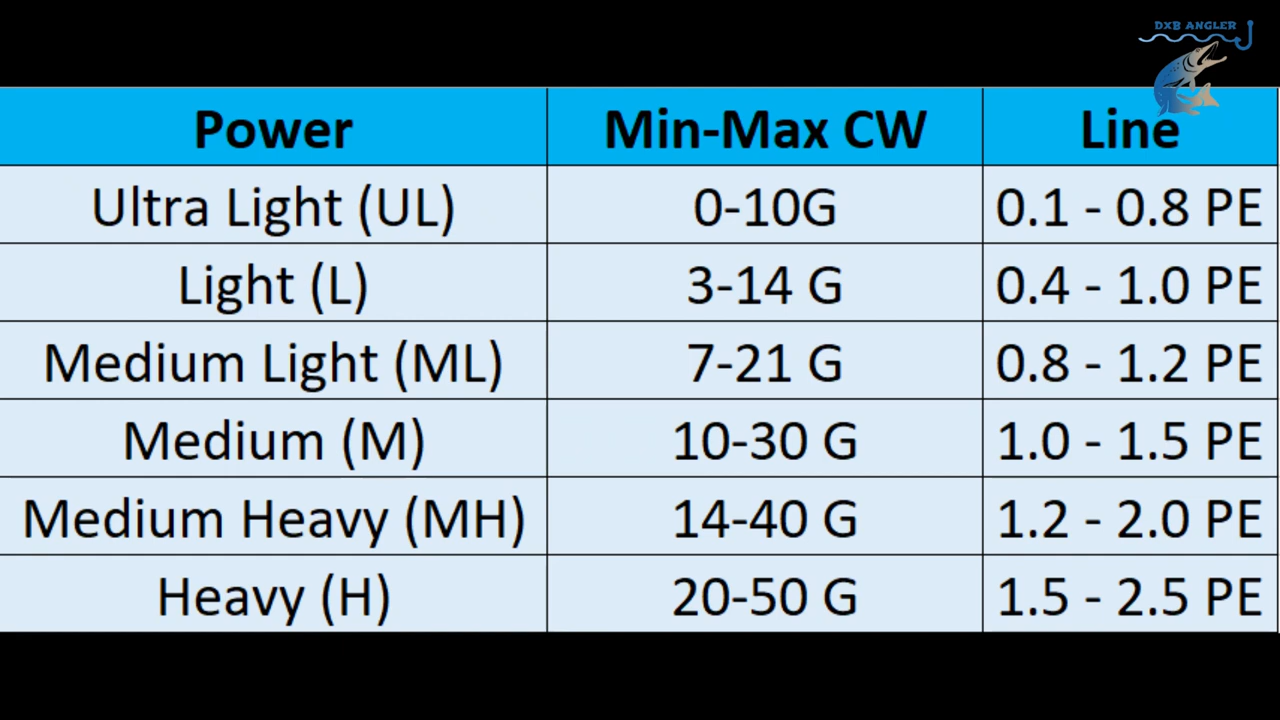 DXB ANGLER
Power Min-Max CW Line
Ultra Light (UL) 0-10G 0.1 - 0.8 PE
Light (L) 3-14 G 0.4 - 1.0 PE
Medium Light (ML) 7-21 G 0.8 - 1.2 PE
Medium (M) 10-30 G 1.0 - 1.5 PE
Medium Heavy (MH) 14-40 G 1.2 - 2.0 PE
Heavy (H) 20-50 G 1.5 - 2.5 PE